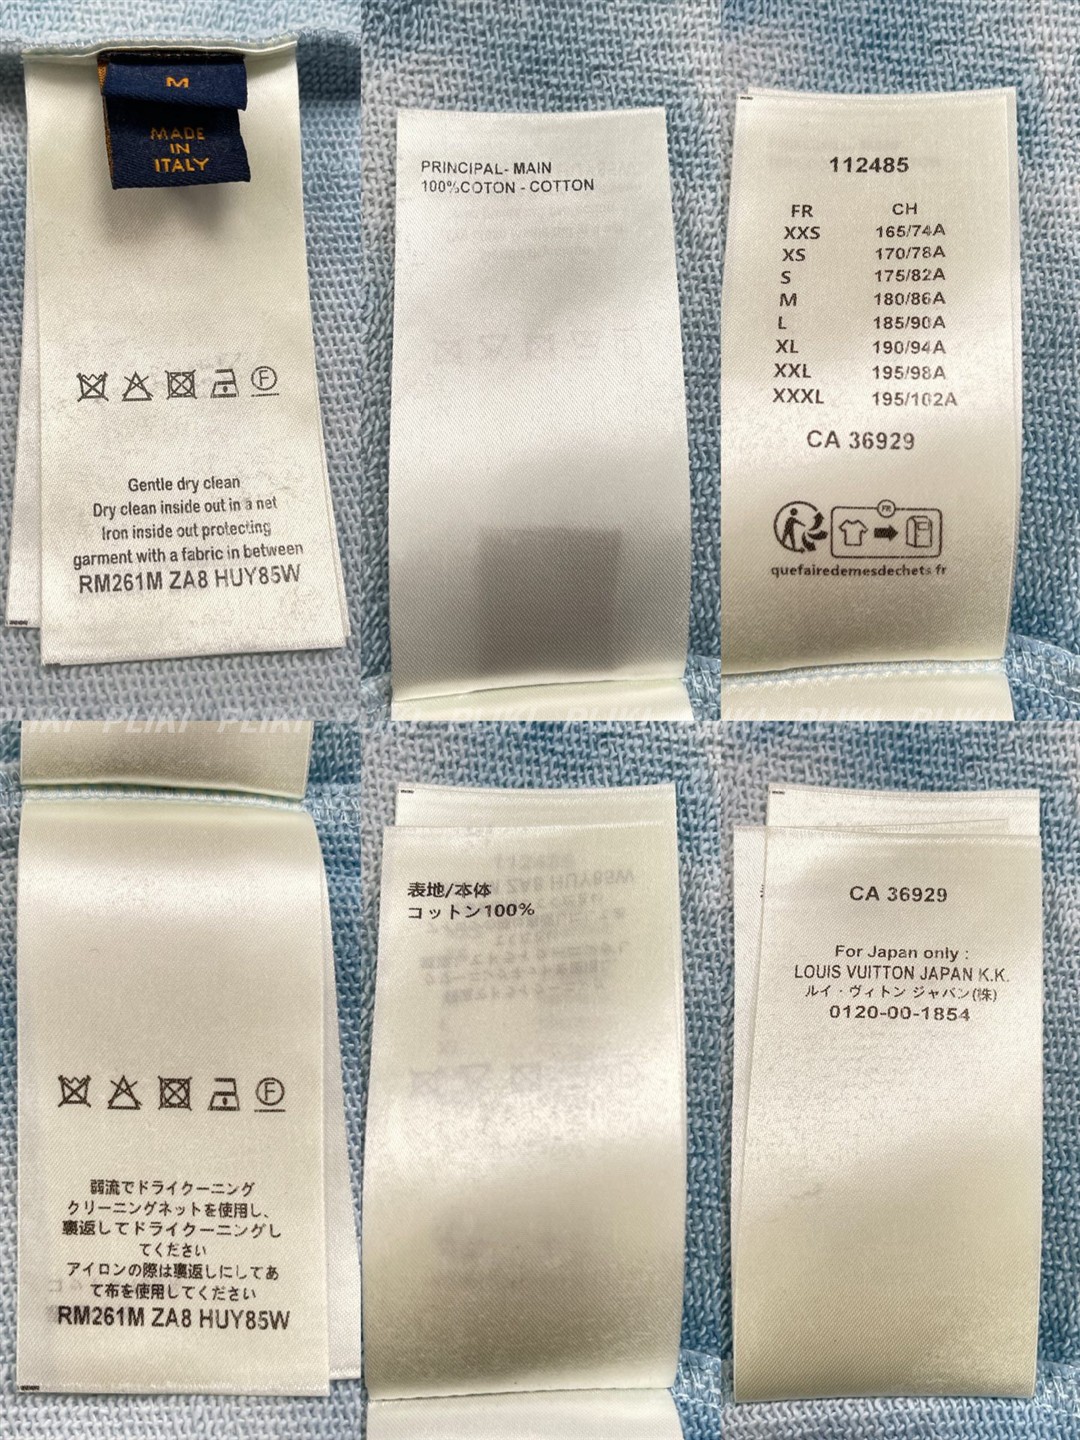 M
MADE
IN
ITALY
F
Gentle dry clean
Dry clean inside out in a net
Iron inside out protecting
garment with a fabric in between
RM261M ZA8 HUY85W
PRINCIPAL- MAIN
100%COTON - COTTON
112485
FR CH
XXS 165/74A
XS 170/78A
S 175/82A
M 180/86A
L 185/90A
XL 190/94A
XXL 195/98A
XXXL 195/102A
CA 36929
FR
quefairedemesdechets fr
PLIKI PLIKI PLIKI PLIKI
F
弱流でドライクーニング
クリーニングネットを使用し、
裏返してドライクーニングし
てください
アイロンの際は裏返しにしてあ
て布を使用してください
RM261M ZA8 HUY85W
表地/本体
コットン100%
CA 36929
For Japan only :
LOUIS VUITTON JAPAN K.K.
ルイ・ヴィトン ジャパン(株)
0120-00-1854